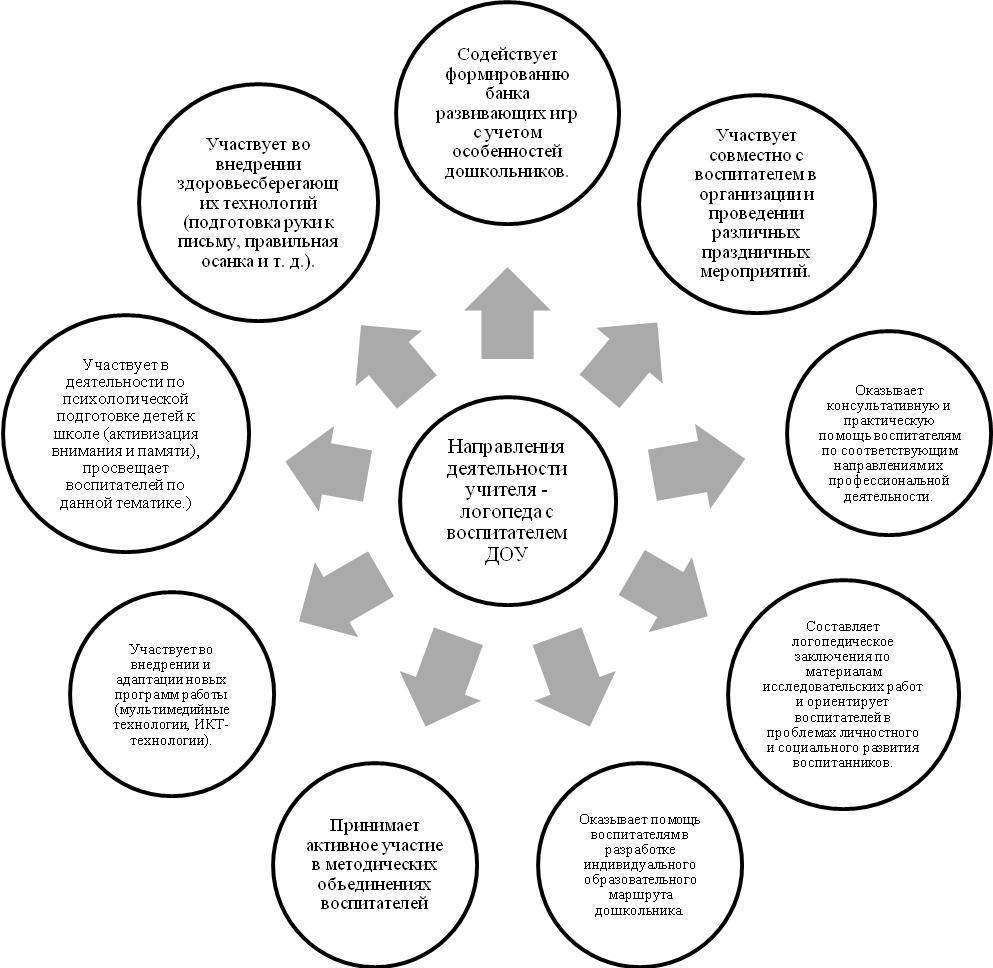 Содействует
формированию
банка
развивающих игр
с учетом
особенностей
дошкольников.
Участвует
совместно с
воспитателем в
организации и
проведении
различных
праздничных
мероприятий.
Оказывает
консультативную и
практическую
помощь воспитателям
по соответствующим
направлениям их
профессиональной
деятельности.
Составляет
логопедическое
заключения по
материалам
исследовательских работ
и ориентирует
воспитателей в
проблемах личностного
и социального развития
воспитанников.
Оказывает помощь
воспитателям в
разработке
индивидуального
образовательного
маршрута
дошкольника.
Принимает
активное участие
в методических
объединениях
воспитателей
Участвует во
внедрении и
адаптации новых
программ работы
(мультимедийные
технологии, ИКТ-
технологии).
Участвует в
деятельности по
психологической
подготовке детей к
школе (активизация
внимания и памяти),
просвещает
воспитателей по
данной тематике.)
Участвует во
внедрении
здоровьесберегающ
их технологий
(подготовка руки к
письму, правильная
осанка и т. д.).
Направления
деятельности
учителя -
логопеда с
воспитателем
ДОУ